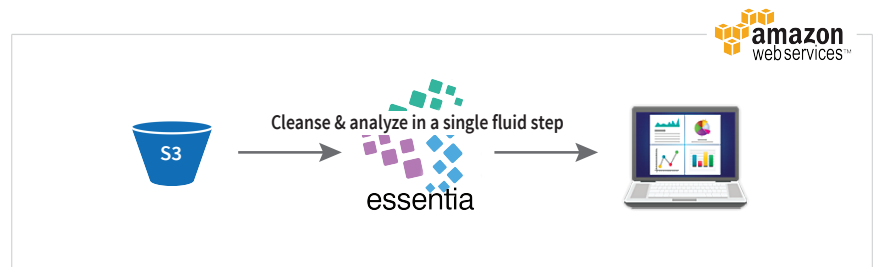 amazon
web services™
Cleanse & analyze in a single fluid step
S3
essentia